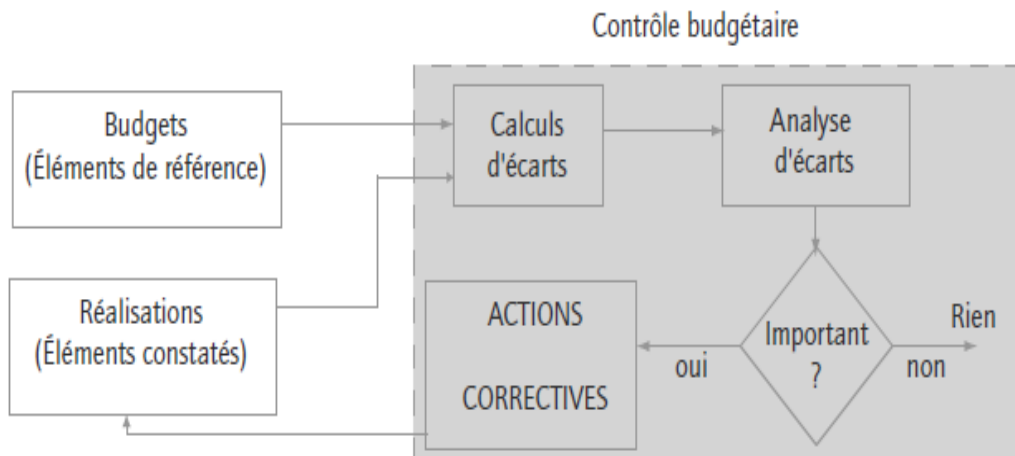 Contrôle budgétaire
Budgets
(Éléments de référence)
Calculs
d'écarts
Analyse
d'écarts
Réalisations
(Éléments constatés)
ACTIONS
CORRECTIVES
oui
Important
?
non
Rien